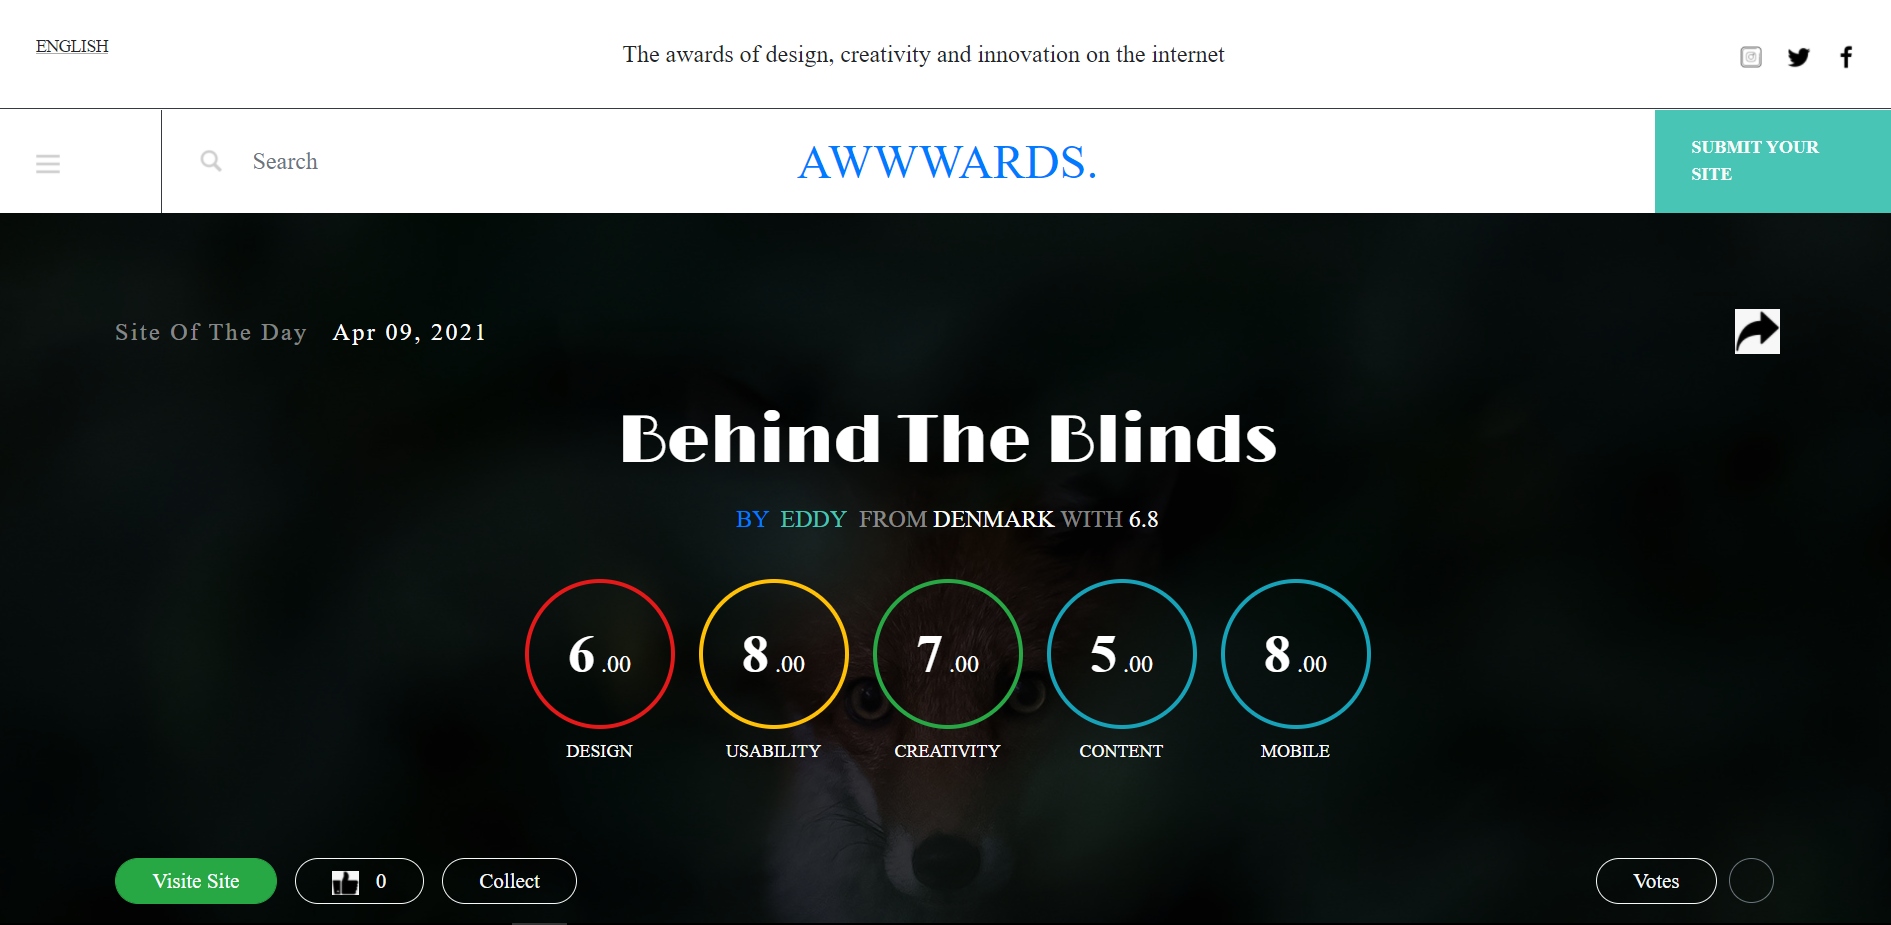 ENGLISH
The awards of design, creativity and innovation on the internet
Search
AWWWARDS.
SUBMIT YOUR
SITE
Site Of The Day Apr 09, 2021
Behind The Blinds
BY EDDY FROM DENMARK WITH 6.8
6 .00 8 .00 7 .00 5 .00 8 .00
DESIGN USABILITY CREATIVITY CONTENT MOBILE
Visite Site 0 Collect Votes